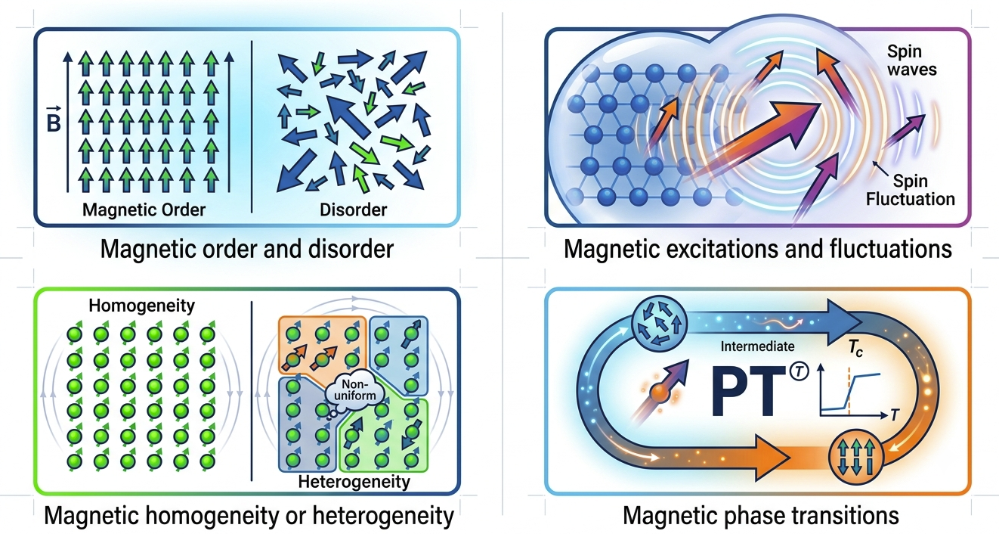 B
Magnetic Order
Disorder
Magnetic order and disorder
Spin
waves
Spin
Fluctuation
Magnetic excitations and fluctuations
Homogeneity
Non-
uniform
Heterogeneity
Magnetic homogeneity or heterogeneity
Intermediate
PT
T
Tc
T
Magnetic phase transitions